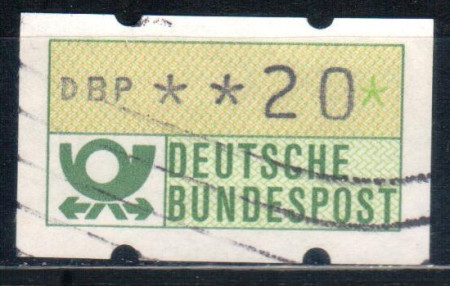 DBP **20*
DEUTSCHE
BUNDESPOST